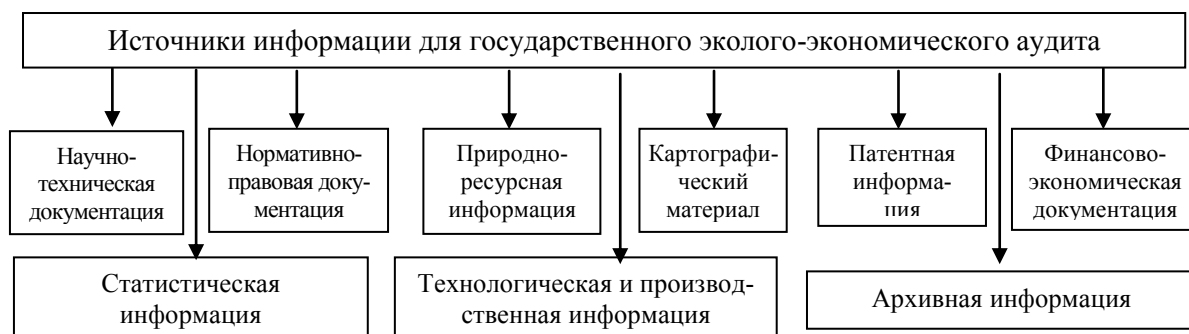 Источники информации для государственного эколого-экономического аудита
Научно-
техническая
документация
Нормативно-
правовая доку-
ментация
Природно-
ресурсная
информация
Картографи-
ческий
материал
Патентная
информа-
ция
Финансово-
экономическая
документация
Статистическая
информация
Технологическая и производ-
ственная информация
Архивная информация